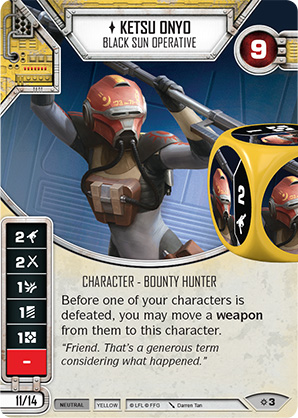 KETSU ONYO
BLACK SUN OPERATIVE
9
2
2
2
1
1
1
–
CHARACTER - BOUNTY HUNTER
Before one of your characters is
defeated, you may move a weapon
from them to this character.
“Friend. That’s a generous term
considering what happened.”
11/14
NEUTRAL
YELLOW
© LFL © FFG
Darren Tan
3